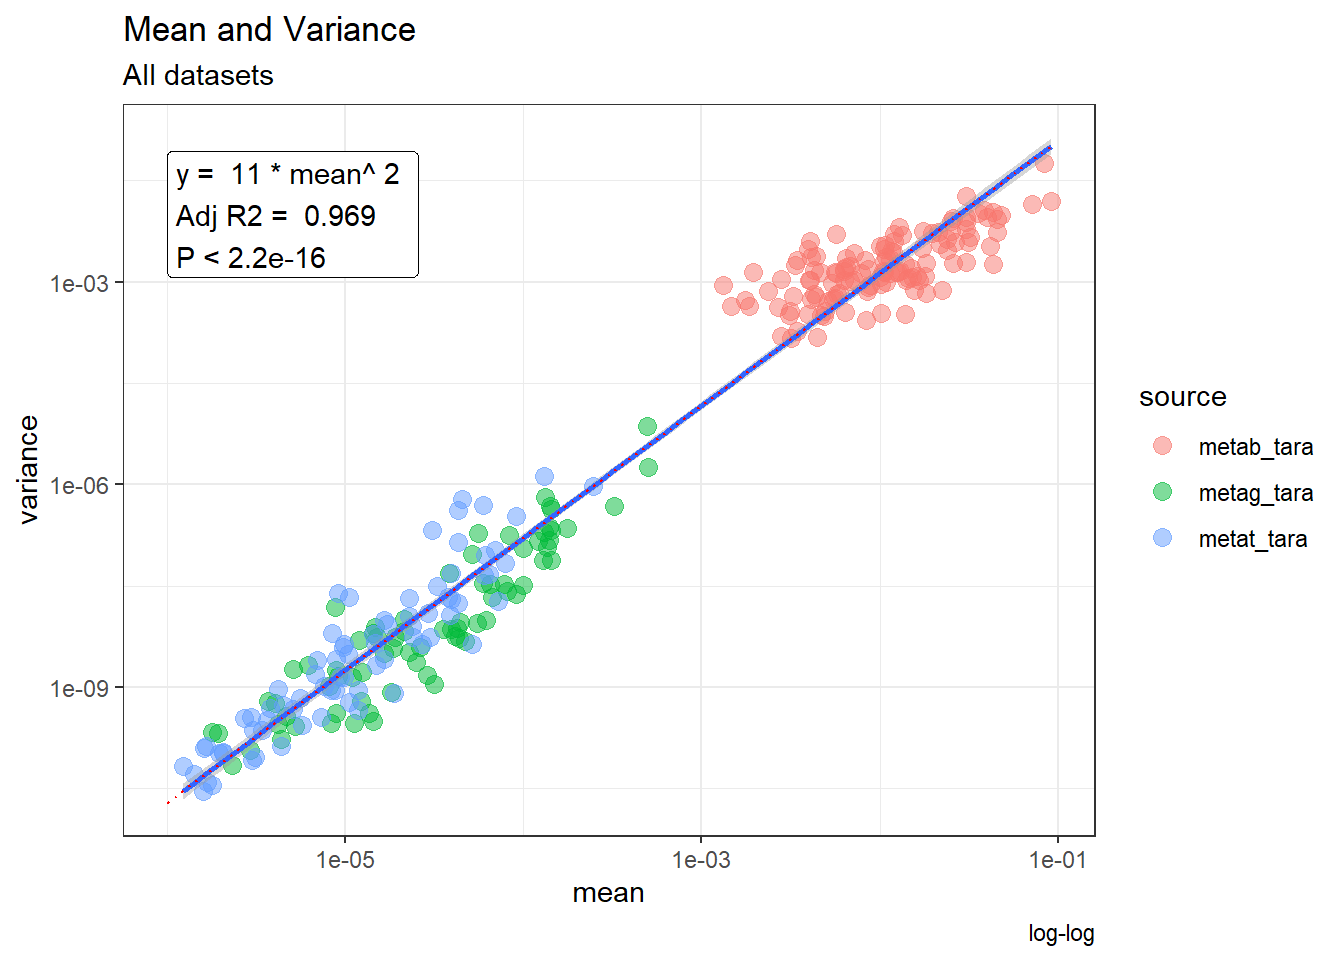 Mean and Variance
All datasets
y =  11 * mean^ 2
Adj R2 =  0.969
P < 2.2e-16
1e-03
1e-06
1e-09
variance
1e-05
1e-03
1e-01
mean
log-log
source
metab_tara
metag_tara
metat_tara